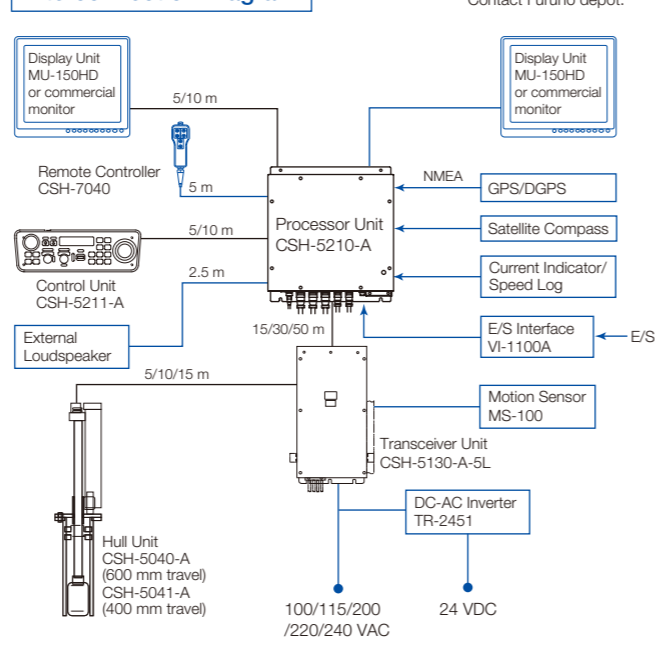 Display Unit
MU-150HD
or commercial
monitor
Display Unit
MU-150HD
or commercial
monitor
5/10 m
Remote Controller
CSH-7040
5 m
NMEA
GPS/DGPS
Processor Unit
CSH-5210-A
Satellite Compass
5/10 m
Control Unit
CSH-5211-A
Current Indicator/
Speed Log
2.5 m
External
Loudspeaker
15/30/50 m
E/S Interface
VI-1100A
E/S
5/10/15 m
Motion Sensor
MS-100
Transceiver Unit
CSH-5130-A-5L
DC-AC Inverter
TR-2451
Hull Unit
CSH-5040-A
(600 mm travel)
CSH-5041-A
(400 mm travel)
100/115/200
/220/240 VAC
24 VDC